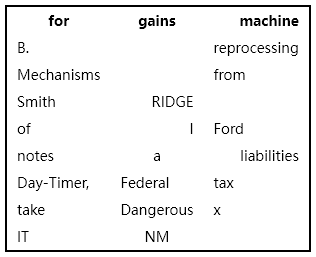 for gains machine
B. reprocessing
Mechanisms from
Smith RIDGE
of I Ford
notes a liabilities
Day-Timer, Federal tax
take Dangerous x
IT NM